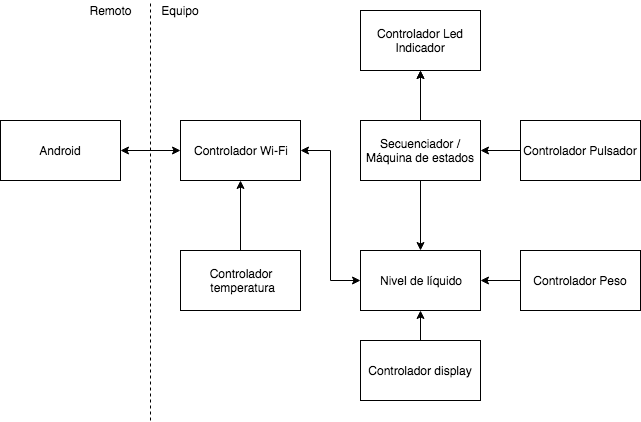 Remoto
Equipo
Controlador Led
Indicador
Android
Controlador Wi-Fi
Secuenciador /
Máquina de estados
Controlador Pulsador
Controlador
temperatura
Nivel de líquido
Controlador Peso
Controlador display